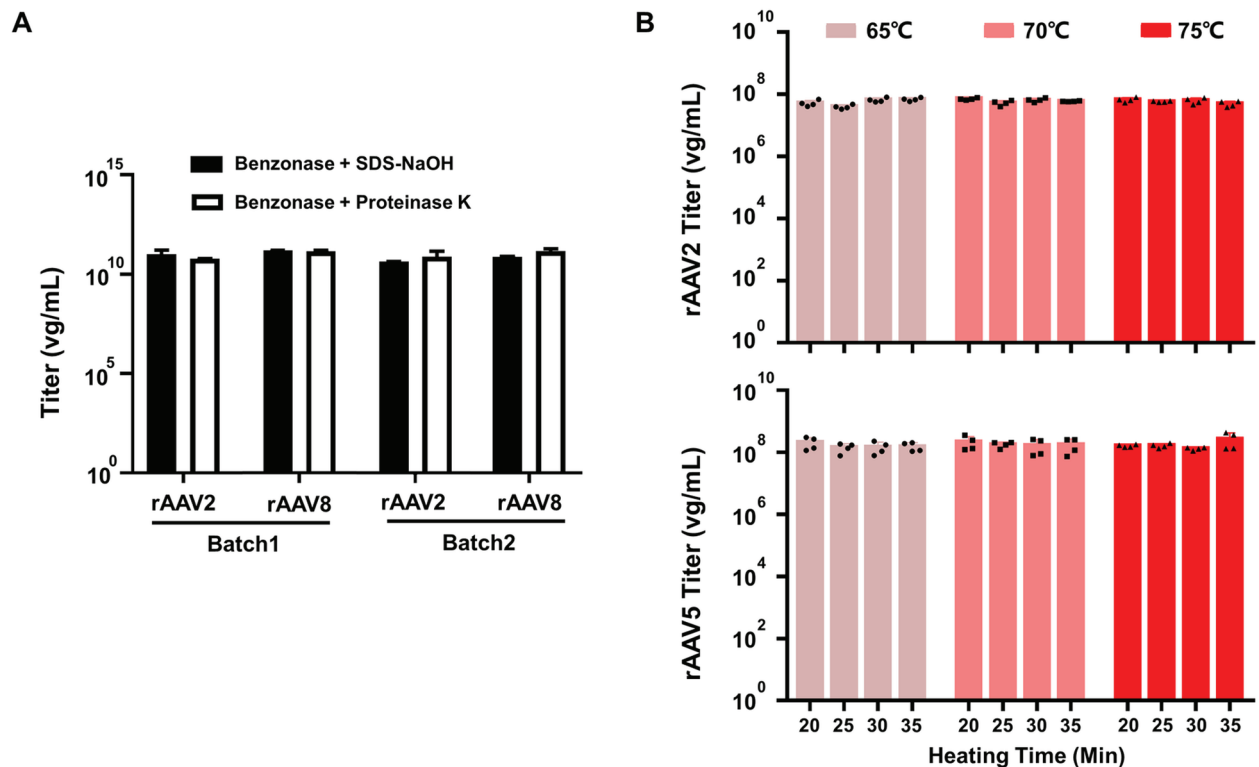 A
Benzonase + SDS-NaOH
Benzonase + Proteinase K
Titer (vg/mL)
10^15
10^10
10^5
10^0
rAAV2 rAAV8 rAAV2 rAAV8
Batch1 Batch2
B
65℃ 70℃ 75℃
rAAV2 Titer (vg/mL)
10^10
10^8
10^6
10^4
10^2
10^0
rAAV5 Titer (vg/mL)
10^10
10^8
10^6
10^4
10^2
10^0
20 25 30 35 20 25 30 35 20 25 30 35
Heating Time (Min)